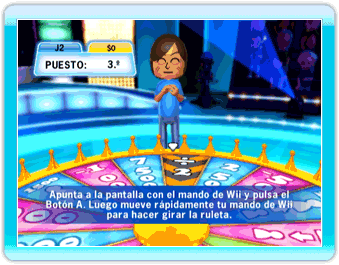 J2 $0
PUESTO: 3.º
÷
2
Apunta a la pantalla con el mando de Wii y pulsa el
Botón A. Luego mueve rápidamente tu mando de Wii
para hacer girar la ruleta.